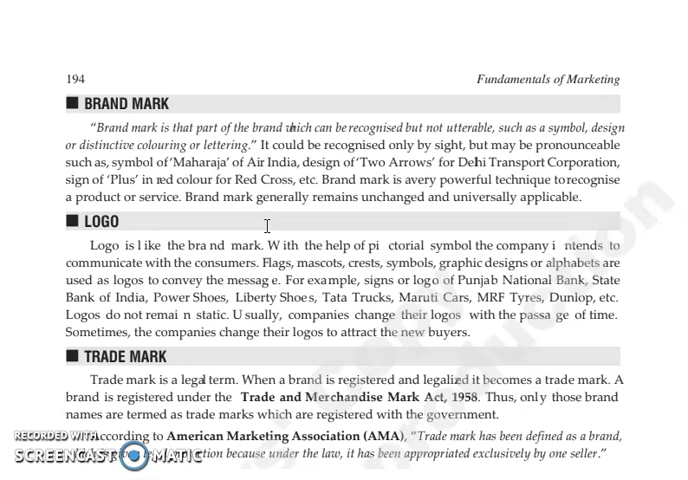 194 Fundamentals of Marketing
BRAND MARK
"Brand mark is that part of the brand which can be recognised but not utterable, such as a symbol, design
or distinctive colouring or lettering." It could be recognised only by sight, but may be pronounceable
such as, symbol of 'Maharaja' of Air India, design of 'Two Arrows' for Delhi Transport Corporation,
sign of 'Plus' in red colour for Red Cross, etc. Brand mark is a very powerful technique to recognise
a product or service. Brand mark generally remains unchanged and universally applicable.
LOGO
Logo is like the brand mark. With the help of pictorial symbol the company intends to
communicate with the consumers. Flags, mascots, crests, symbols, graphic designs or alphabets are
used as logos to convey the message. For example, signs or logo of Punjab National Bank, State
Bank of India, Power Shoes, Liberty Shoes, Tata Trucks, Maruti Cars, MRF Tyres, Dunlop, etc.
Logos do not remain static. Usually, companies change their logos with the passage of time.
Sometimes, the companies change their logos to attract the new buyers.
TRADE MARK
Trade mark is a legal term. When a brand is registered and legalized it becomes a trade mark. A
brand is registered under the Trade and Merchandise Mark Act, 1958. Thus, only those brand
names are termed as trade marks which are registered with the government.
According to American Marketing Association (AMA), "Trade mark has been defined as a brand,
because under the law, it has been appropriated exclusively by one seller."
RECORDED WITH
SCREENCAST MATIC